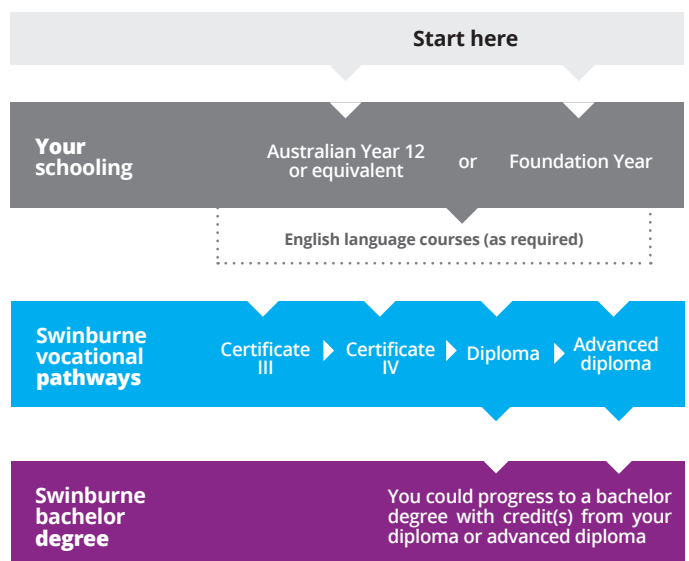 Start here
Your
schooling
Australian Year 12
or equivalent
or
Foundation Year
English language courses (as required)
Swinburne
vocational
pathways
Certificate
III
Certificate
IV
Diploma
Advanced
diploma
Swinburne
bachelor
degree
You could progress to a bachelor
degree with credit(s) from your
diploma or advanced diploma